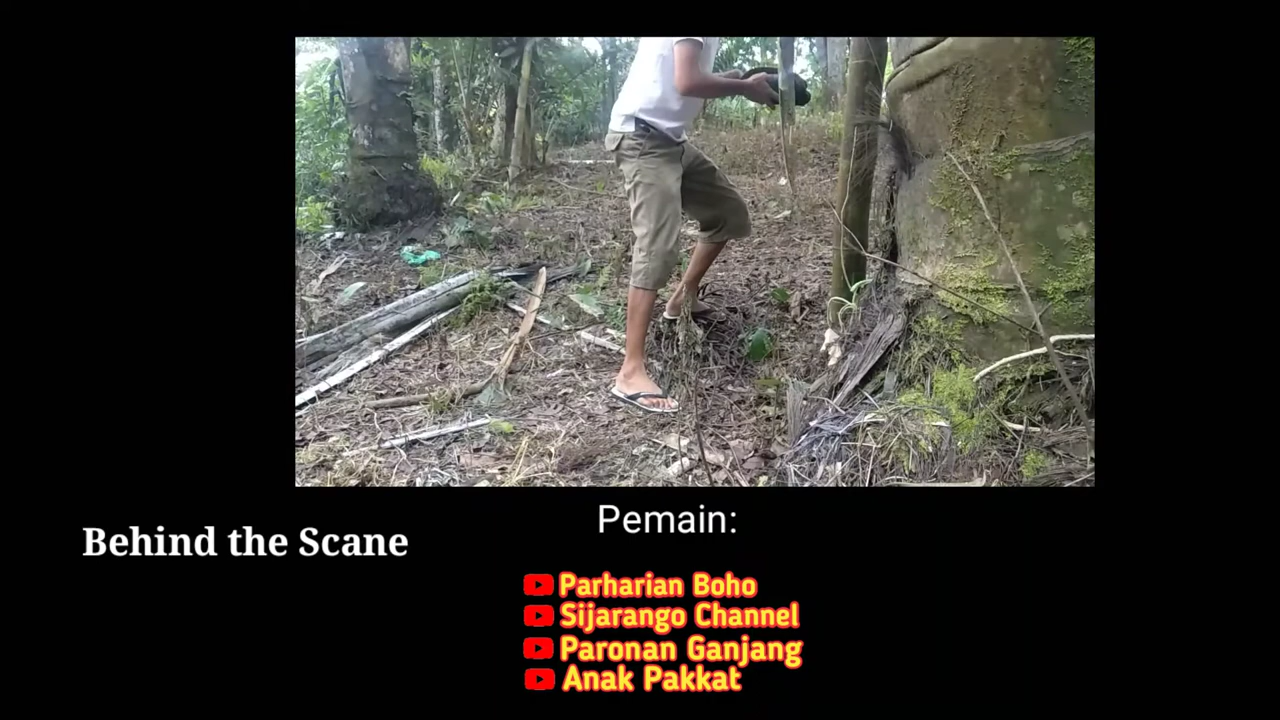 Pemain:
Behind the Scane
Parharian Boho
Sijarango Channel
Paronan Ganjang
Anak Pakkat